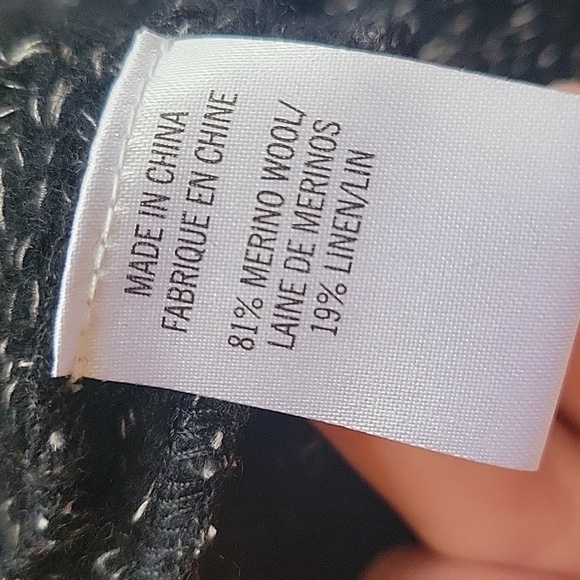 MADE IN CHINA
FABRIQUE EN CHINE
81% MERINO WOOL/
LAINE DE MERINOS
19% LINEN/LIN